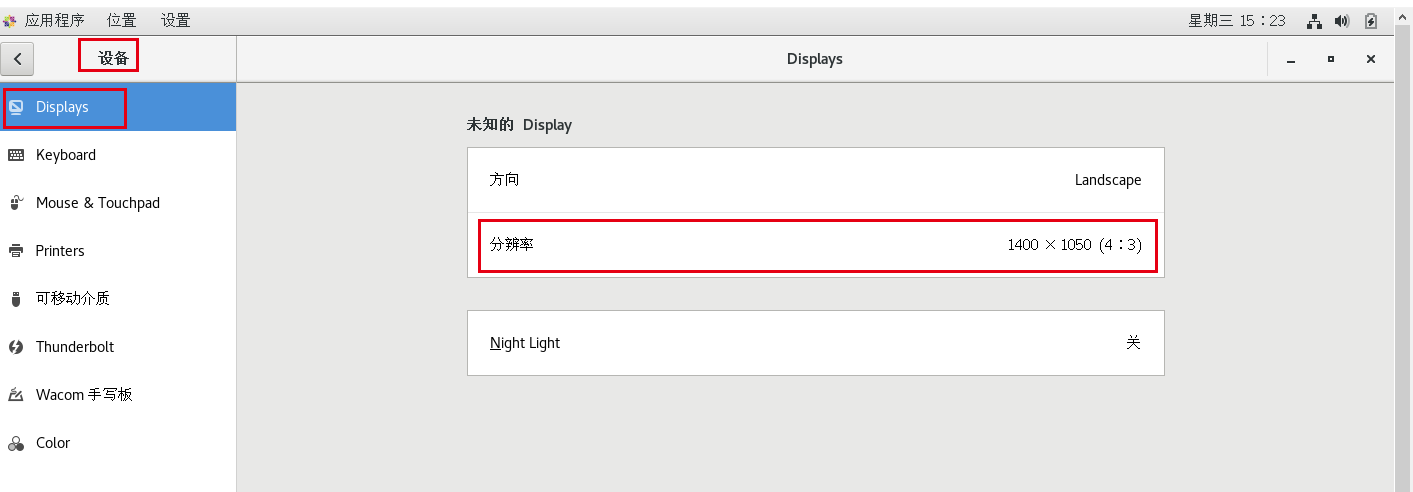 应用程序 位置 设置 星期三 15：23
设备 Displays
Displays
Keyboard
Mouse & Touchpad
Printers
可移动介质
Thunderbolt
Wacom 手写板
Color
未知的 Display
方向 Landscape
分辨率 1400 × 1050 (4：3)
Night Light 关